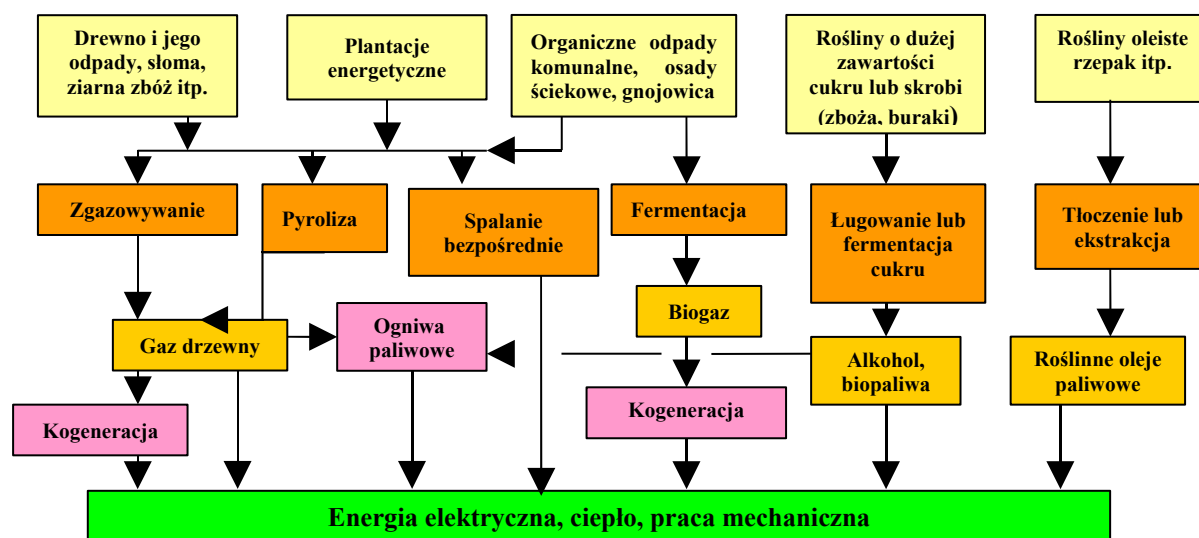 Drewno i jego
odpady, słoma,
ziarna zbóż itp.
Plantacje
energetyczne
Organiczne odpady
komunalne, osady
ściekowe, gnojowica
Rośliny o dużej
zawartości
cukru lub skrobi
(zboża, buraki)
Rośliny oleiste
rzepak itp.
Zgazowywanie
Pyroliza
Spalanie
bezpośrednie
Fermentacja
Ługowanie lub
fermentacja
cukru
Tłoczenie lub
ekstrakcja
Gaz drzewny
Ogniwa
paliwowe
Biogaz
Alkohol,
biopaliwa
Roślinne oleje
paliwowe
Kogeneracja
Kogeneracja
Energia elektryczna, ciepło, praca mechaniczna